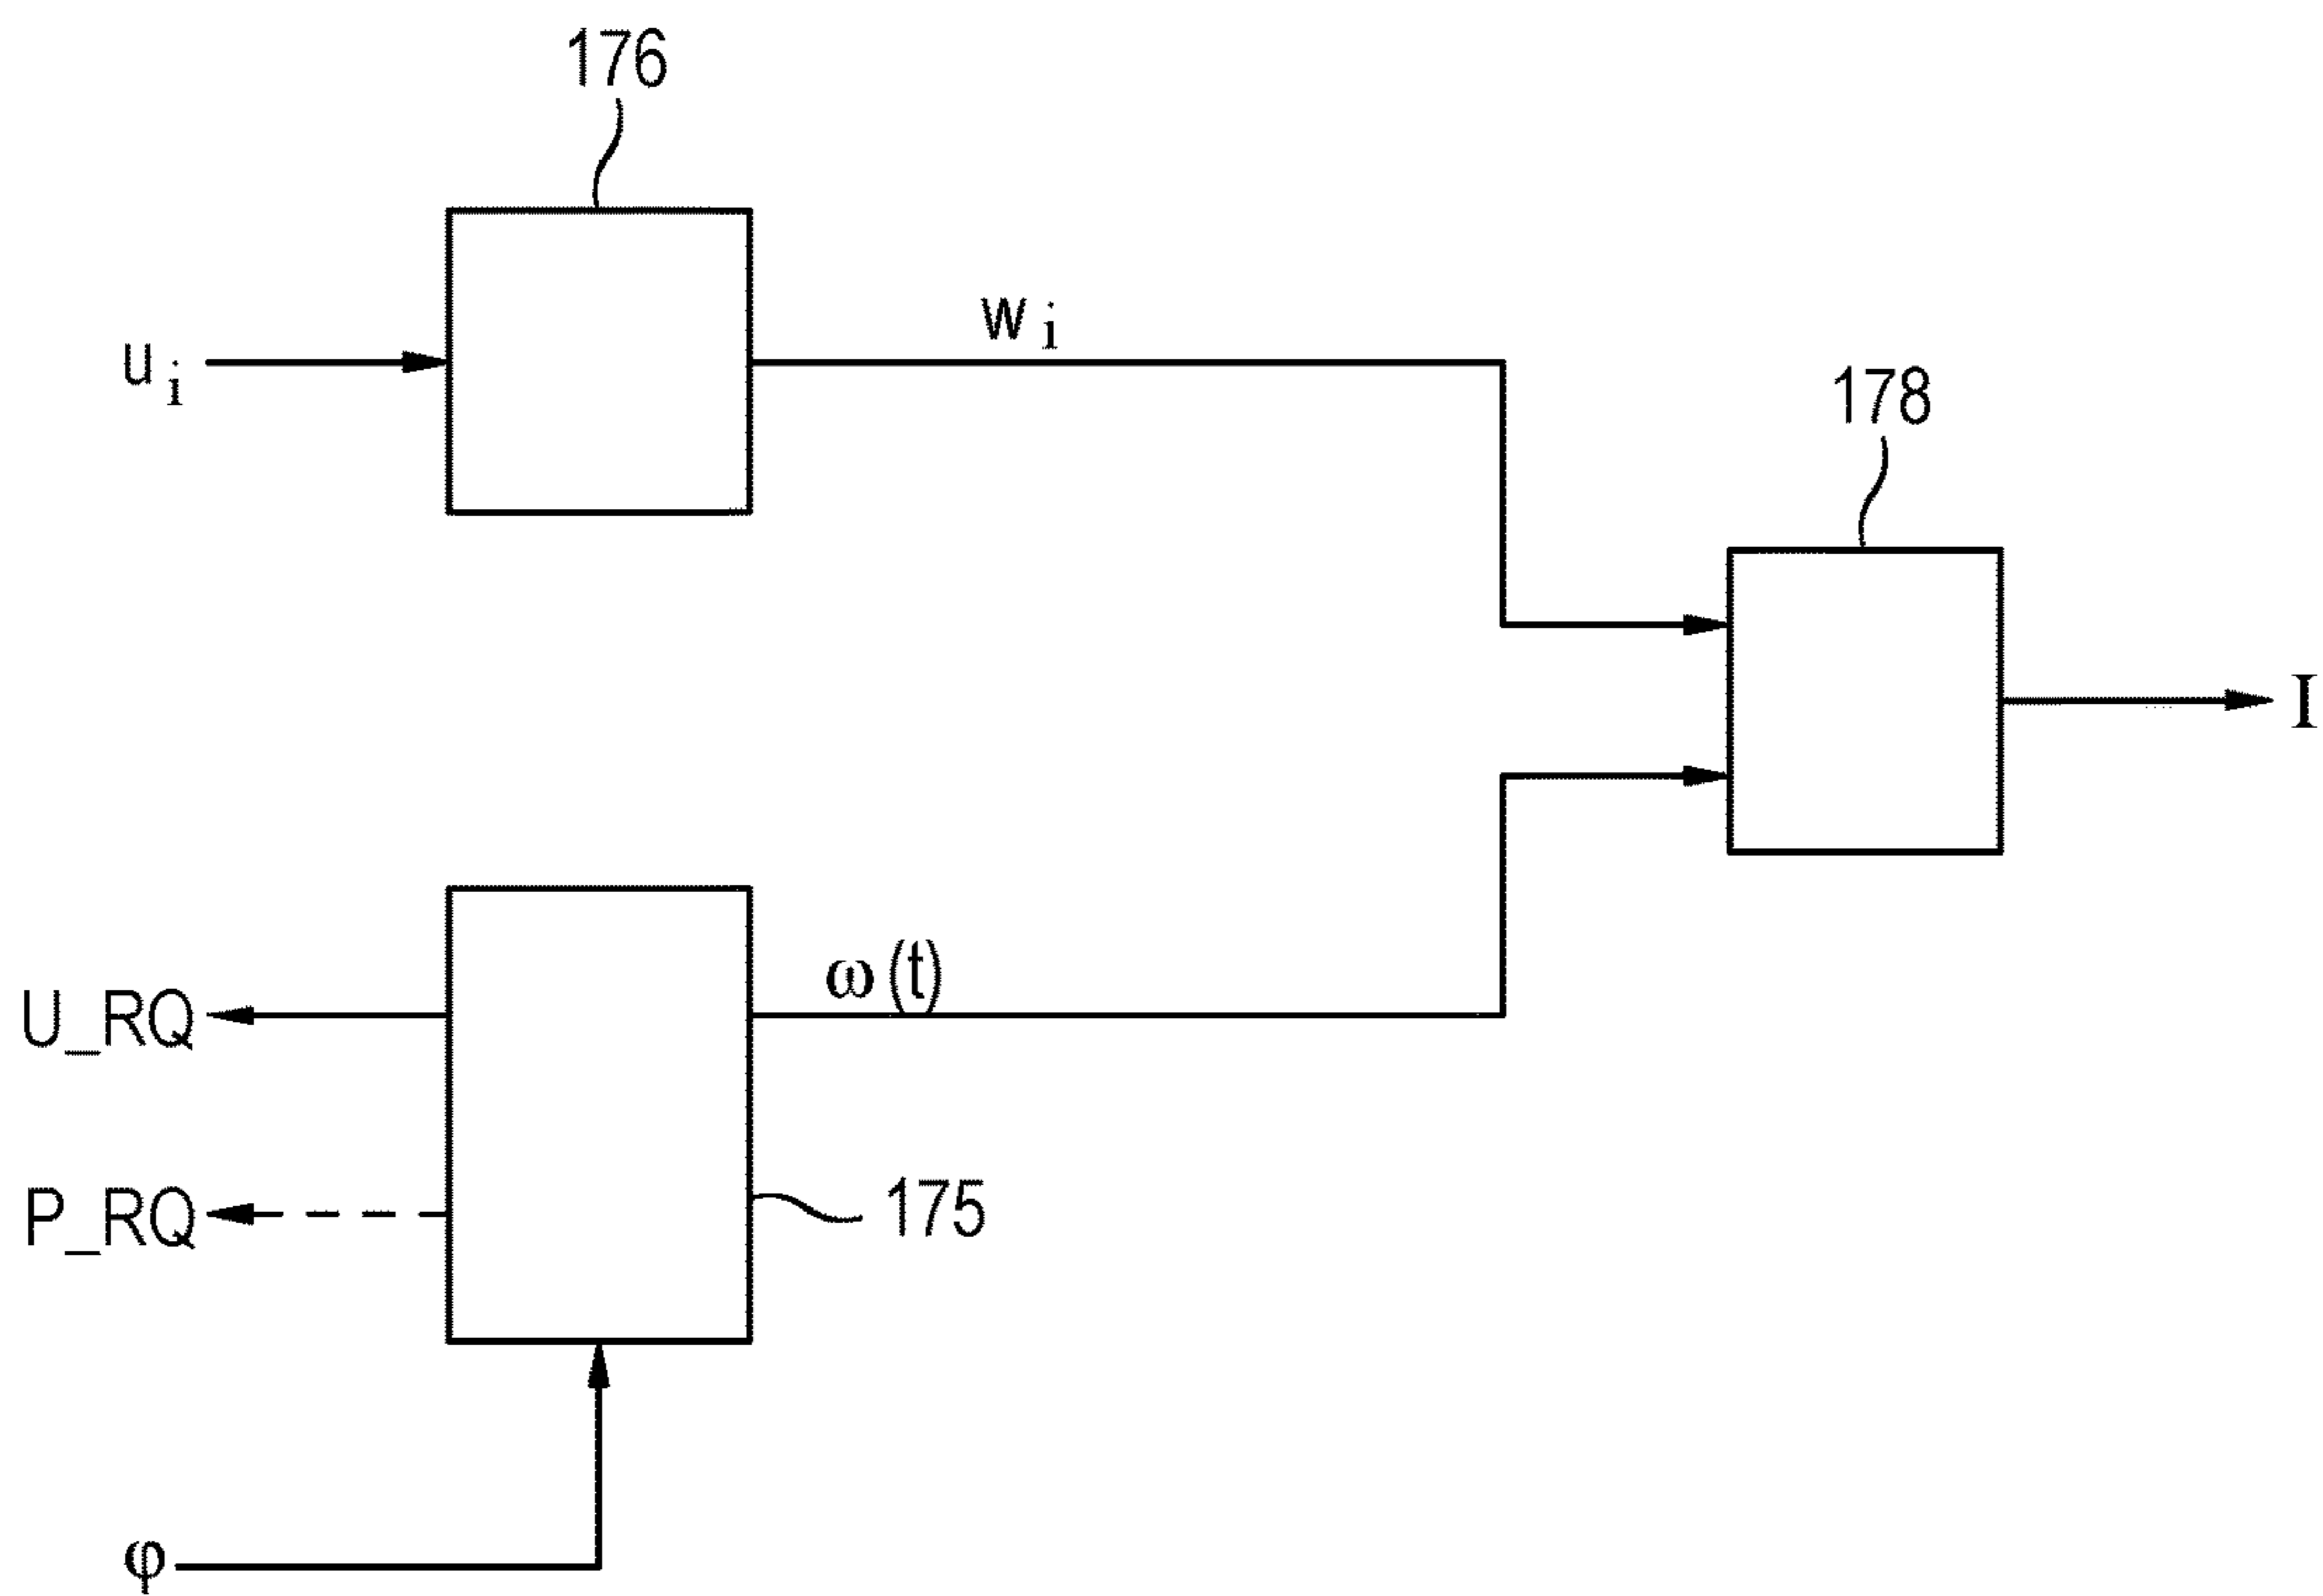 176
w i
u i
178
I
ω (t)
U_RQ
P_RQ
175
φ